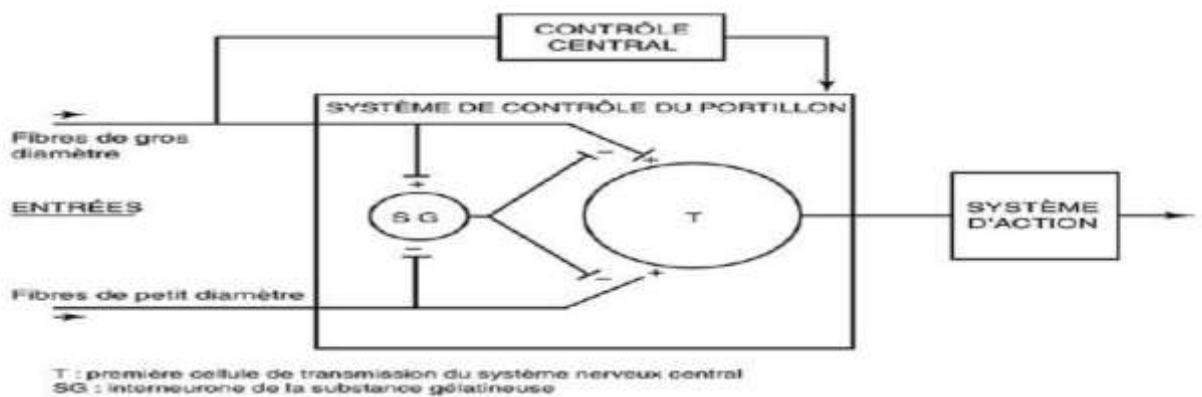 CONTRÔLE
CENTRAL
SYSTÈME DE CONTRÔLE DU PORTILLON
Fibres de gros
diamètre
- +
+
ENTRÉES
S G
T
SYSTÈME
D'ACTION
-
- +
Fibres de petit diamètre
T : première cellule de transmission du système nerveux central
SG : interneurone de la substance gélatineuse